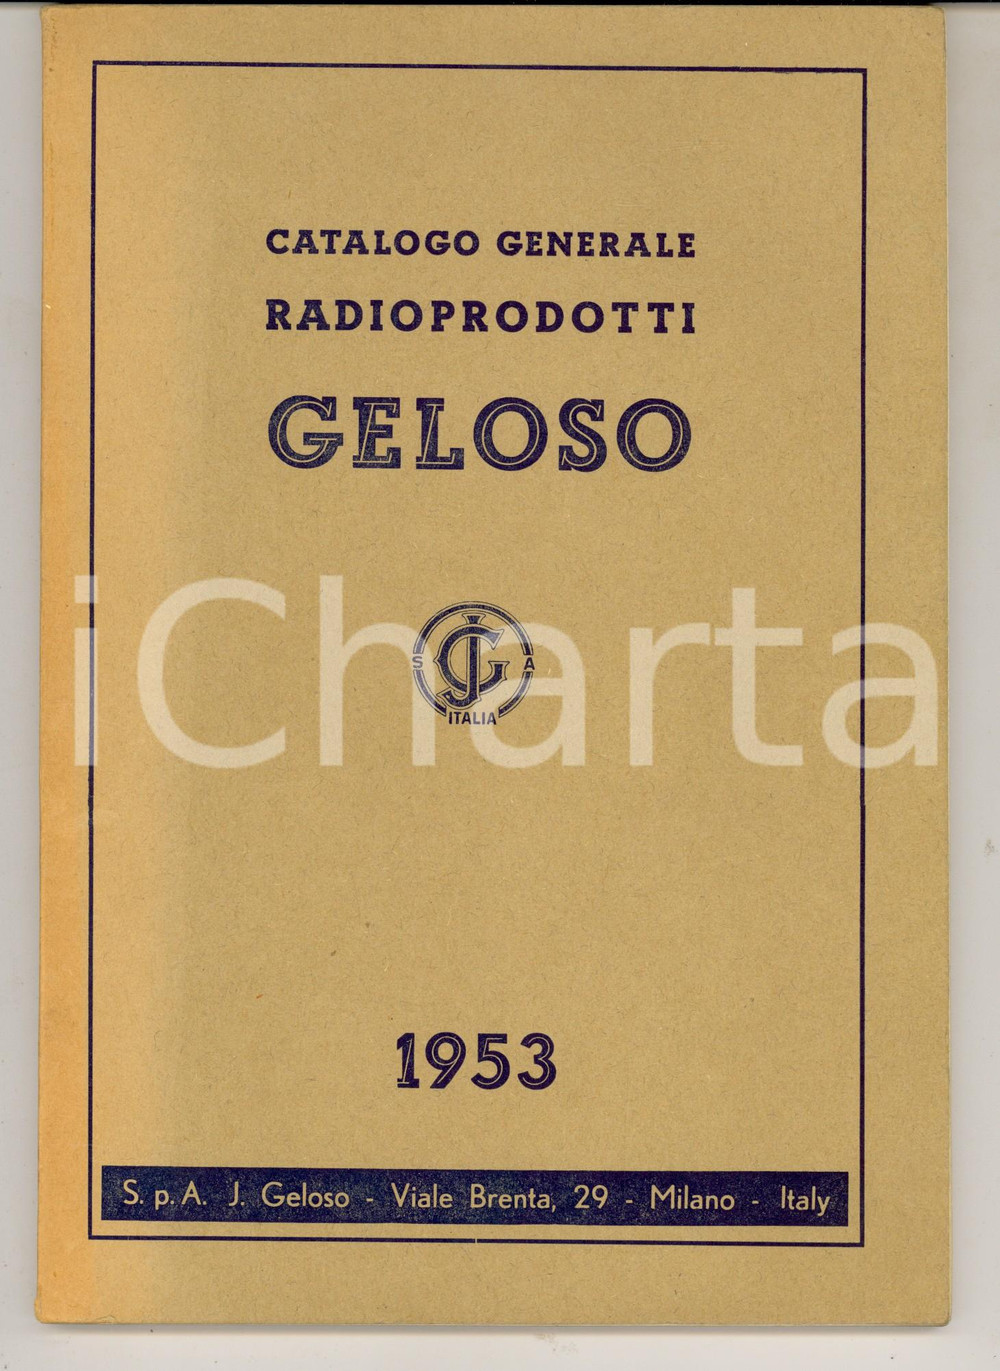 CATALOGO GENERALE
RADIOPRODOTTI
GELOSO
S A
ITALIA
iCharta
1953
S. p. A. J. Geloso - Viale Brenta, 29 - Milano - Italy